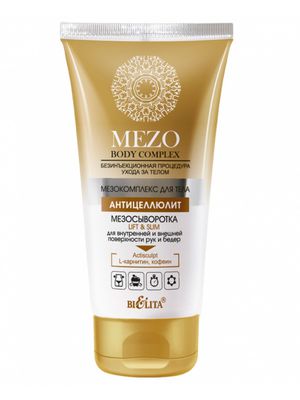 MEZO
BODY COMPLEX
БЕЗИНЪЕКЦИОННАЯ ПРОЦЕДУРА
УХОДА ЗА ТЕЛОМ
МЕЗОКОМПЛЕКС ДЛЯ ТЕЛА
АНТИЦЕЛЛЮЛИТ
МЕЗОСЫВОРОТКА
LIFT & SLIM
для внутренней и внешней
поверхности рук и бедер
Actisculpt
L-карнитин, кофеин
BIELITA®